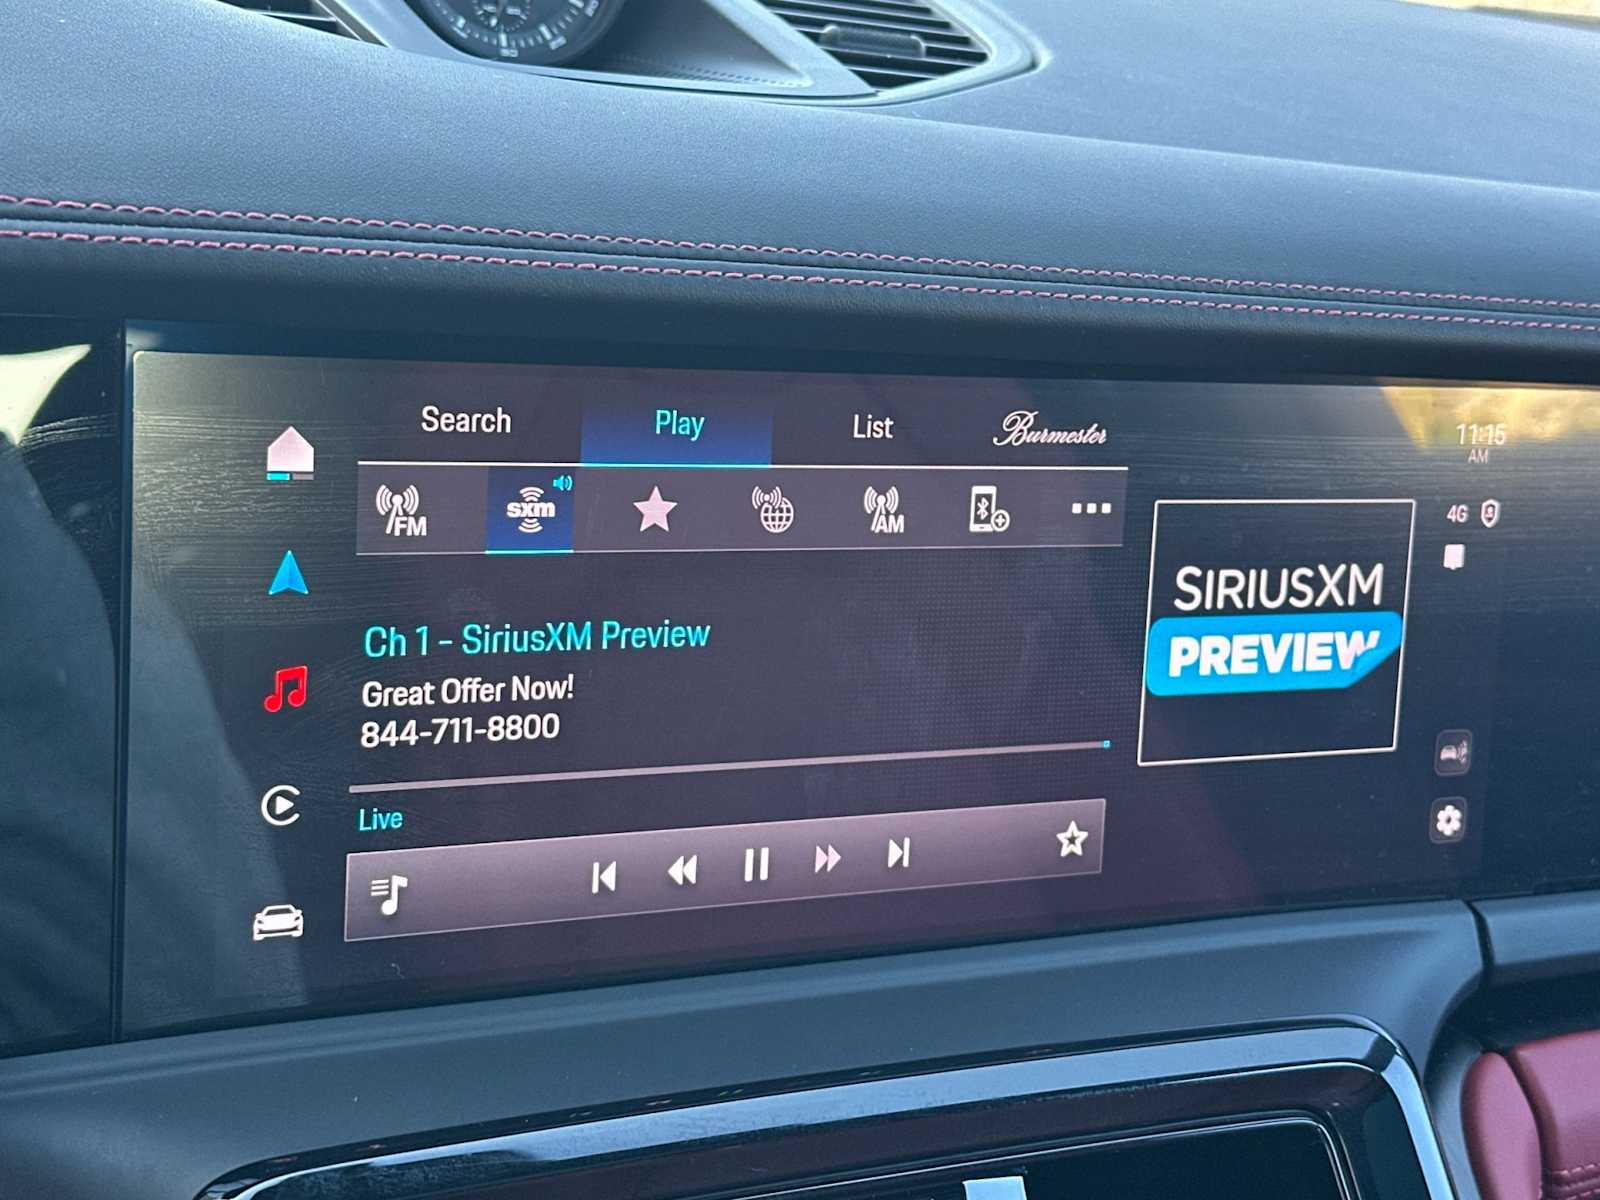 Search Play List Burmester
11:15
AM
FM sxm AM
4G
SIRIUSXM
PREVIEW
Ch 1 - SiriusXM Preview
Great Offer Now!
844-711-8800
Live